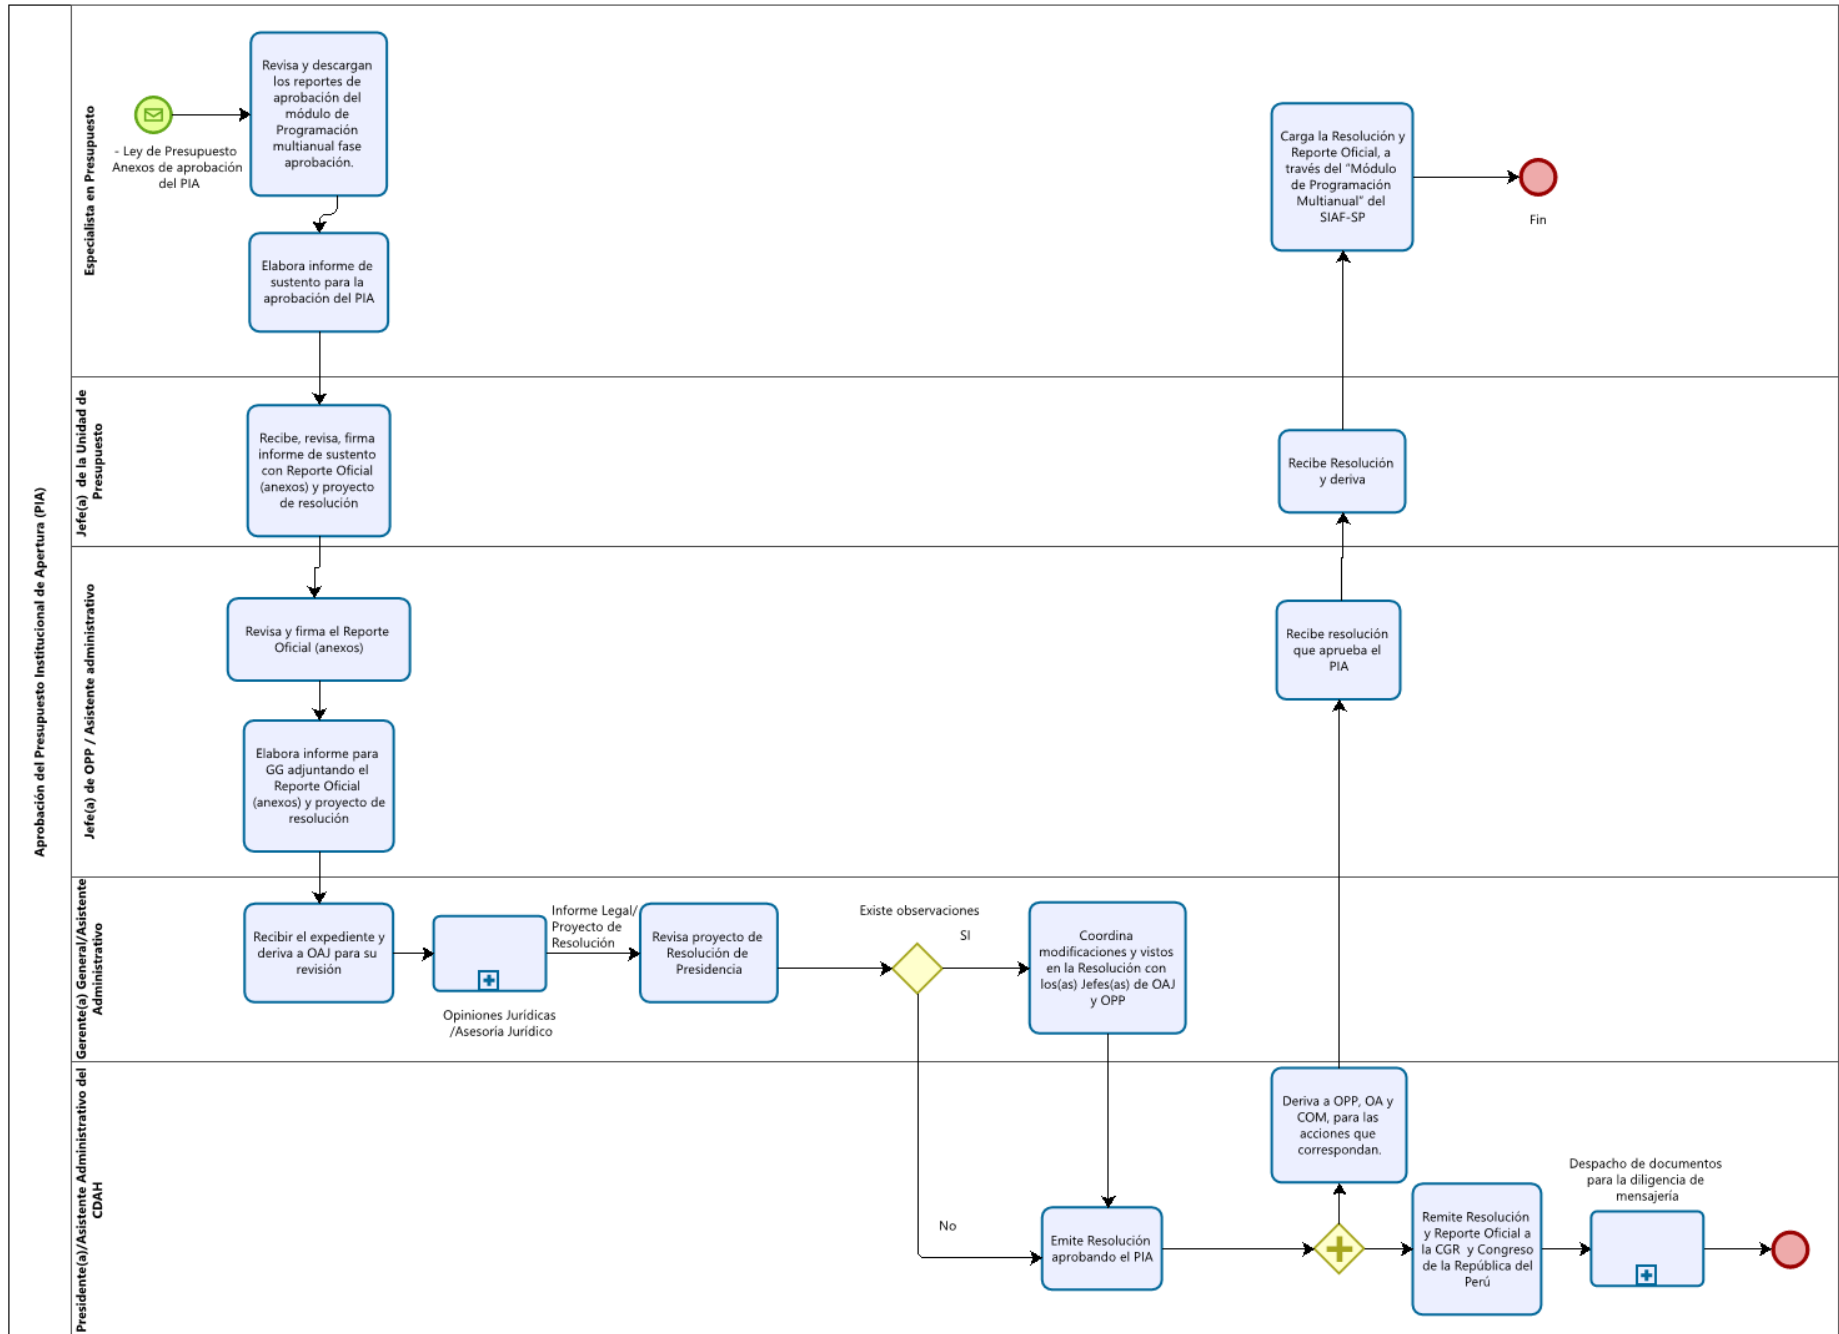 Aprobación del Presupuesto Institucional de Apertura (PIA)
Especialista en Presupuesto
- Ley de Presupuesto
Anexos de aprobación
del PIA
Revisa y descargan
los reportes de
aprobación del
módulo de
Programación
multianual fase
aprobación.
Elabora informe de
sustento para la
aprobación del PIA
Carga la Resolución y
Reporte Oficial, a
través del "Módulo
de Programación
Multianual" del
SIAF-SP
Fin
Jefe(a) de la Unidad de
Presupuesto
Recibe, revisa, firma
informe de sustento
con Reporte Oficial
(anexos) y proyecto
de resolución
Recibe Resolución
y deriva
Jefe(a) de OPP / Asistente administrativo
Revisa y firma el Reporte
Oficial (anexos)
Elabora informe para
GG adjuntando el
Reporte Oficial
(anexos) y proyecto de
resolución
Recibe resolución
que aprueba el
PIA
Gerente(a) General/Asistente
Administrativo
Recibir el expediente y
deriva a OAJ para su
revisión
Opiniones Jurídicas
/Asesoría Jurídico
Informe Legal/
Proyecto de
Resolución
Revisa proyecto de
Resolución de
Presidencia
Existe observaciones
SI
Coordina
modificaciones y vistos
en la Resolución con
los(as) Jefes(as) de OAJ
y OPP
Presidente(a)/Asistente Administrativo del
CDAH
No
Emite Resolución
aprobando el PIA
Deriva a OPP, OA y
COM, para las
acciones que
correspondan.
Remite Resolución
y Reporte Oficial a
la CGR y Congreso
de la República del
Perú
Despacho de documentos
para la diligencia de
mensajería